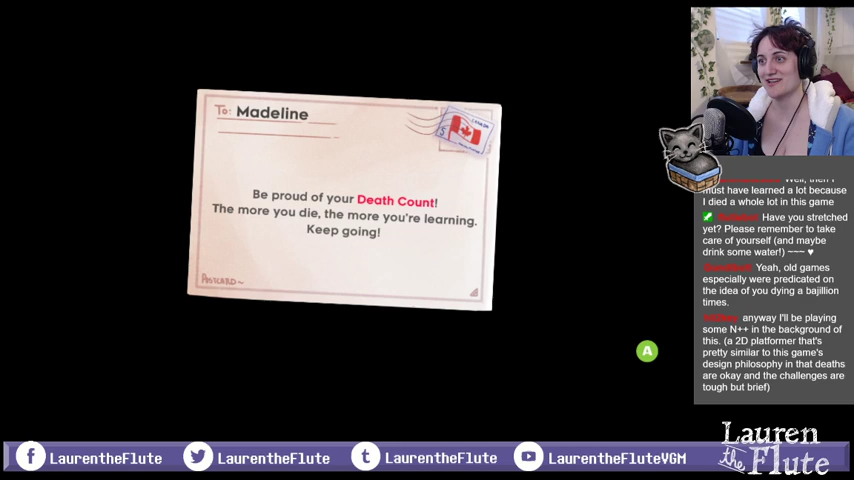 To: Madeline
CANADA
5
Be proud of your Death Count!
The more you die, the more you're learning.
Keep going!
POSTCARD~
A
Well, then I
must have learned a lot because
I died a whole lot in this game
Have you stretched
yet? Please remember to take
care of yourself (and maybe
drink some water!) ~~~ ♥
Yeah, old games
especially were predicated on
the idea of you dying a bajillion
times.
anyway I'll be playing
some N++ in the background of
this. (a 2D platformer that's
pretty similar to this game's
design philosophy in that deaths
are okay and the challenges are
tough but brief)
f LaurentheFlute
LaurentheFlute
t LaurentheFlute
LaurentheFluteVGM
Lauren
the Flute